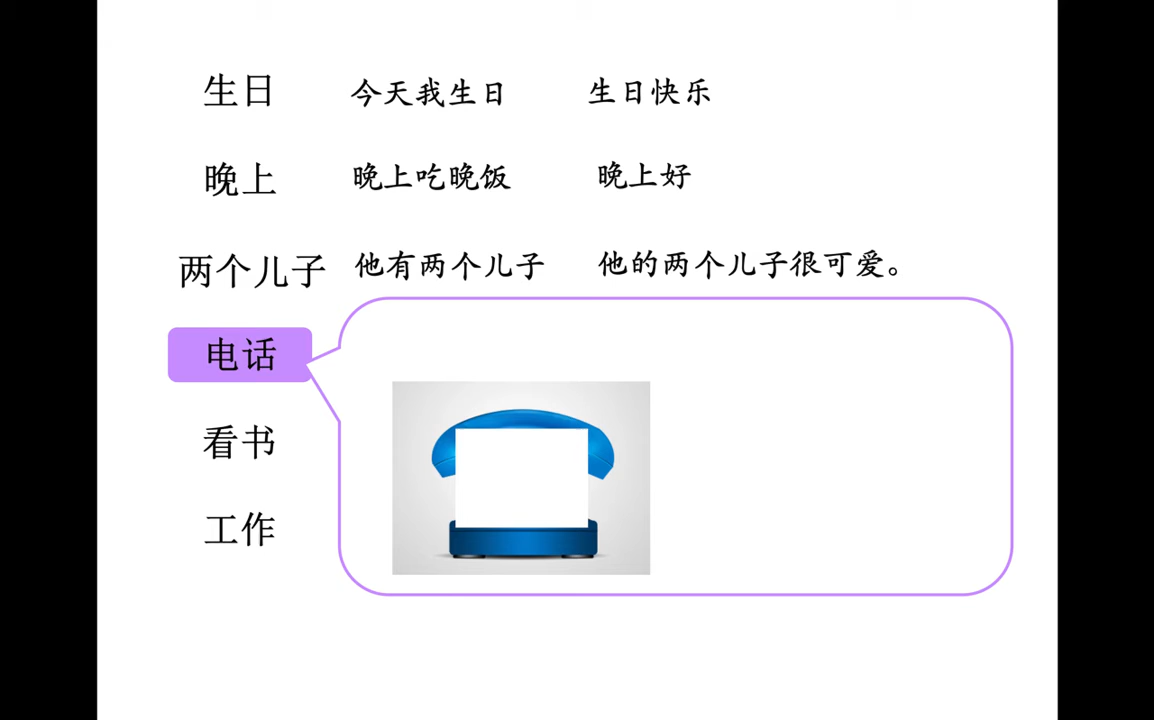 生日 今天我生日 生日快乐
晚上 晚上吃晚饭 晚上好
两个儿子 他有两个儿子 他的两个儿子很可爱。
电话
看书
工作